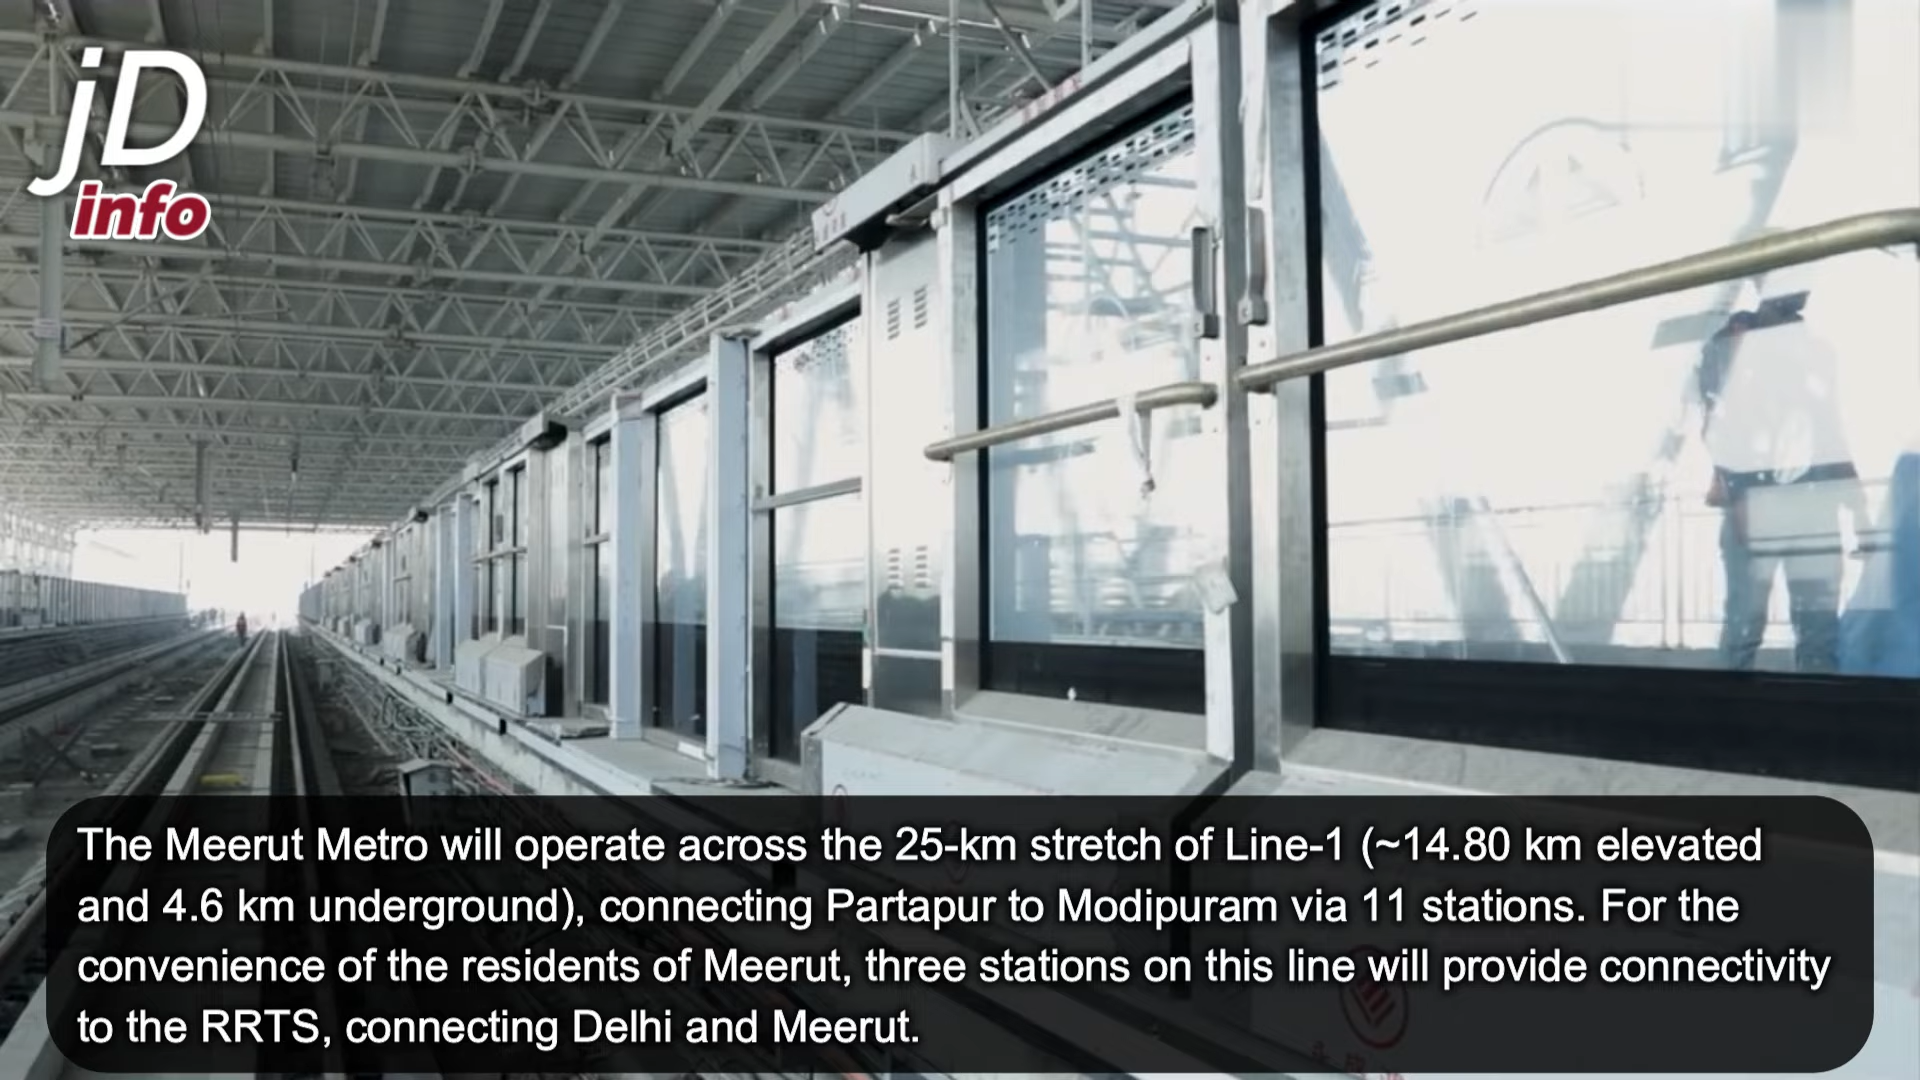 jD
info
The Meerut Metro will operate across the 25-km stretch of Line-1 (~14.80 km elevated
and 4.6 km underground), connecting Partapur to Modipuram via 11 stations. For the
convenience of the residents of Meerut, three stations on this line will provide connectivity
to the RRTS, connecting Delhi and Meerut.